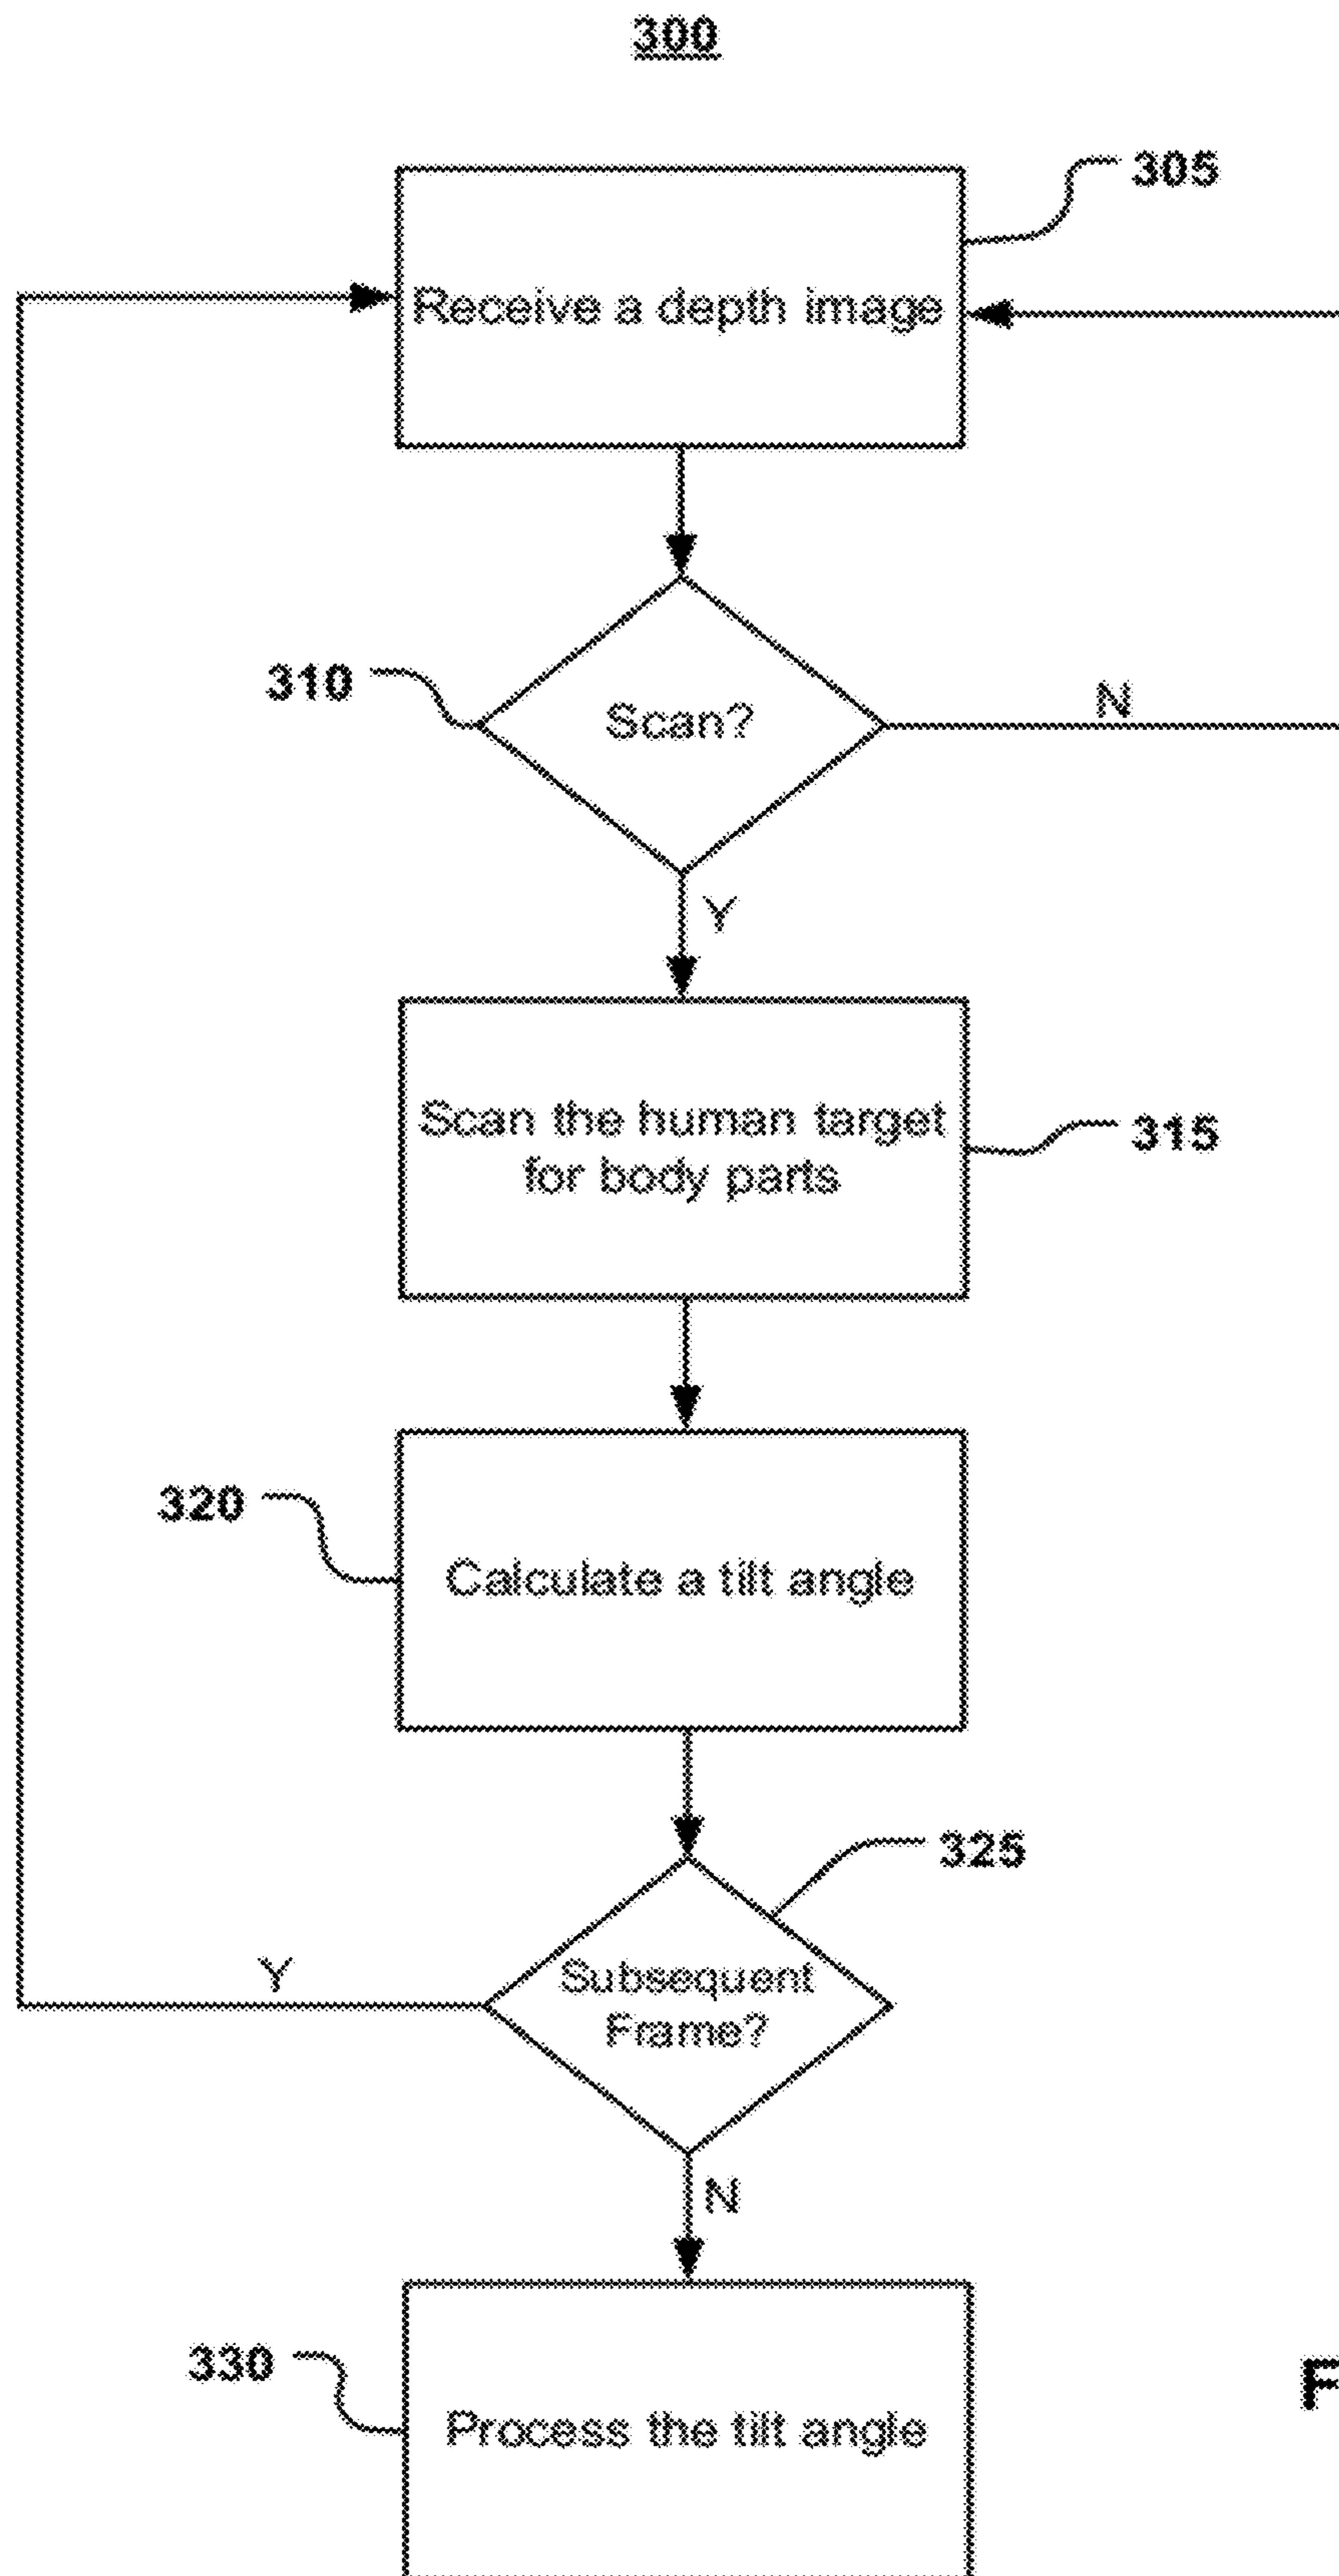 300
305
Receive a depth image
310
Scan?
N
Y
Scan the human target
for body parts
315
320
Calculate a tilt angle
325
Subsequent
Frame?
Y
N
330
Process the tilt angle
F